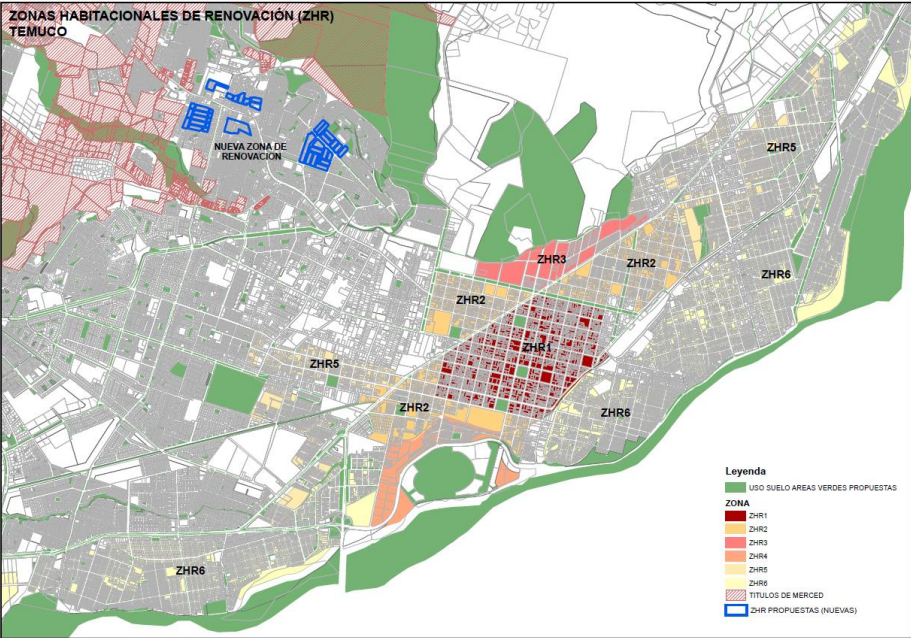 ZONAS HABITACIONALES DE RENOVACIÓN (ZHR)
TEMUCO
NUEVA ZONA DE
RENOVACIÓN
ZHR5
ZHR3
ZHR2
ZHR6
ZHR2
ZHR1
ZHR5
ZHR2
ZHR6
ZHR6
Leyenda
USO SUELO AREAS VERDES PROPUESTAS
ZONA
ZHR1
ZHR2
ZHR3
ZHR4
ZHR5
ZHR6
TITULOS DE MERCED
ZHR PROPUESTAS (NUEVAS)